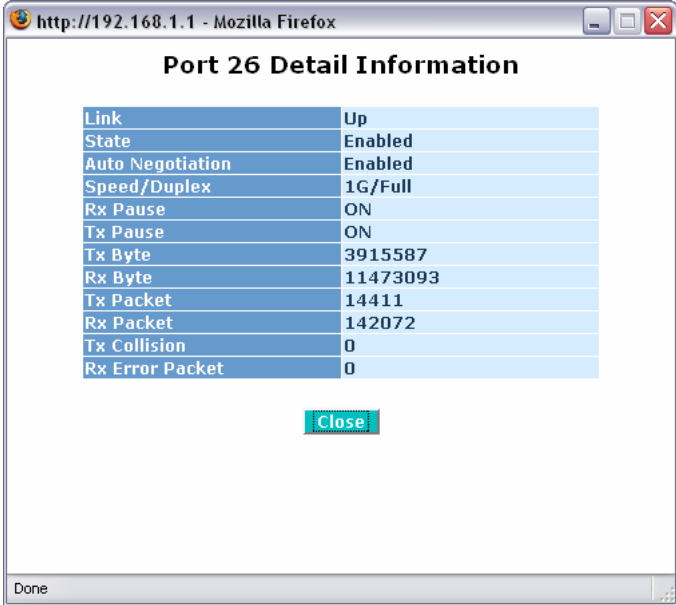 http://192.168.1.1 - Mozilla Firefox
Port 26 Detail Information
Link Up
State Enabled
Auto Negotiation Enabled
Speed/Duplex 1G/Full
Rx Pause ON
Tx Pause ON
Tx Byte 3915587
Rx Byte 11473093
Tx Packet 14411
Rx Packet 142072
Tx Collision 0
Rx Error Packet 0
Close
Done